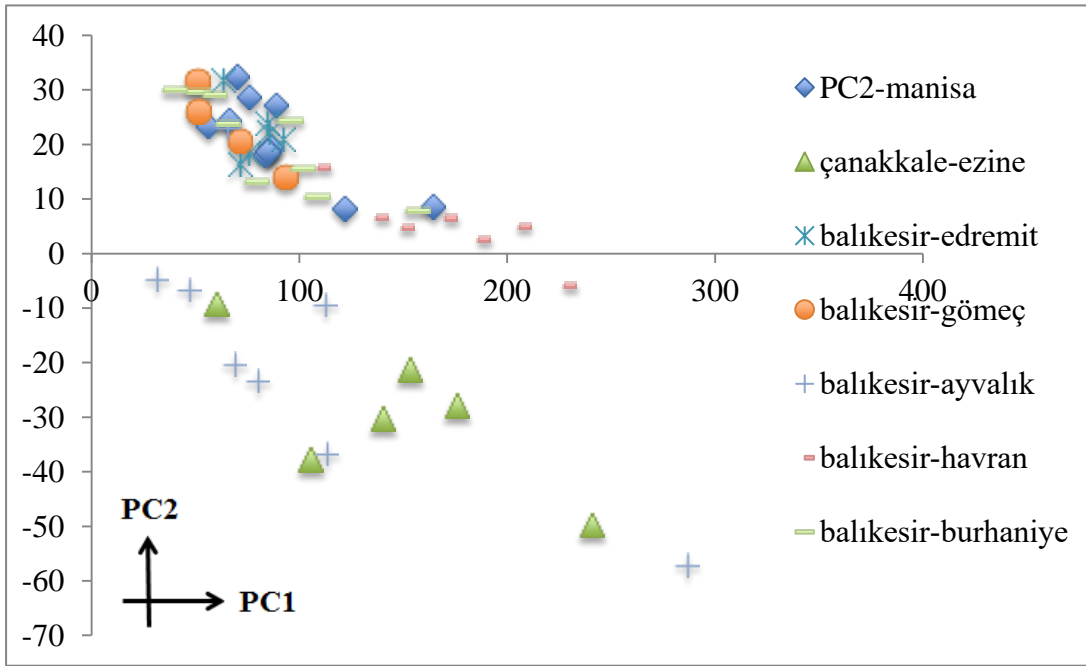 40
30
20
10
0
-10
-20
-30
-40
-50
-60
-70
0 100 200 300 400
PC2-manisa
çanakkale-ezine
balıkesir-edremit
balıkesir-gömeç
balıkesir-ayvalık
balıkesir-havran
balıkesir-burhaniye
PC2
PC1